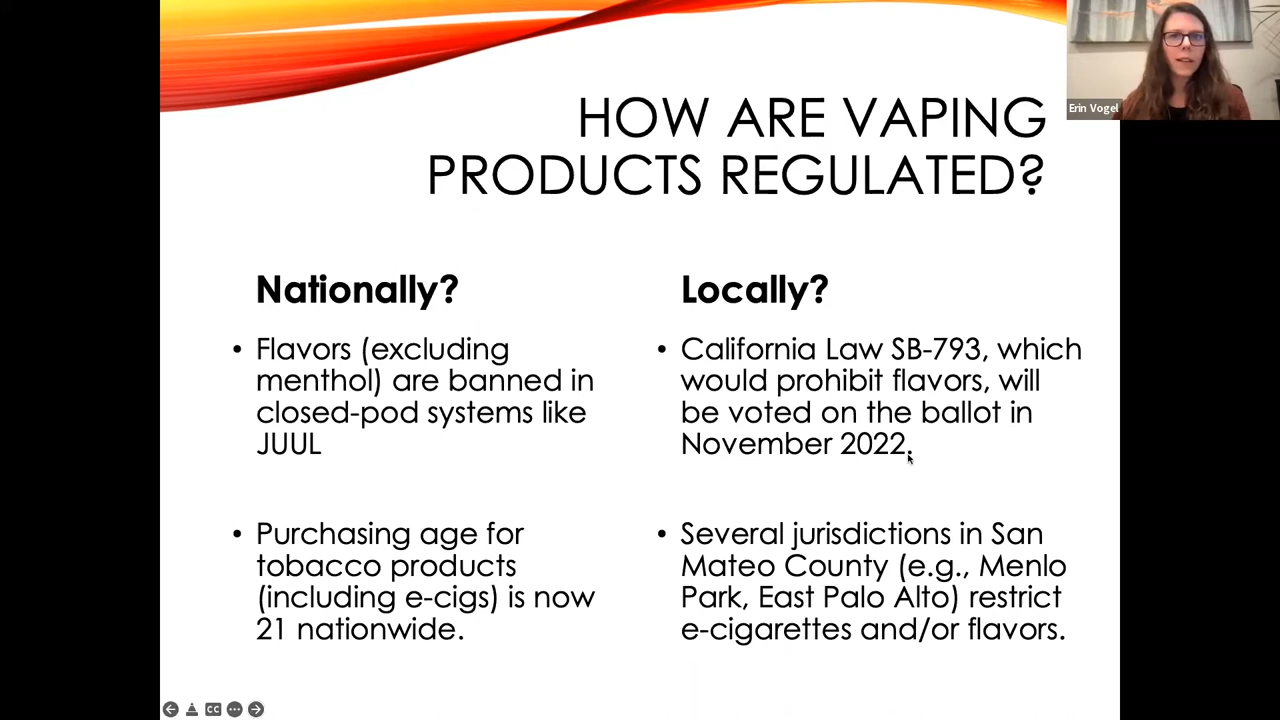 Erin Vogel
HOW ARE VAPING
PRODUCTS REGULATED?
Nationally?
• Flavors (excluding
menthol) are banned in
closed-pod systems like
JUUL
• Purchasing age for
tobacco products
(including e-cigs) is now
21 nationwide.
Locally?
• California Law SB-793, which
would prohibit flavors, will
be voted on the ballot in
November 2022.
• Several jurisdictions in San
Mateo County (e.g., Menlo
Park, East Palo Alto) restrict
e-cigarettes and/or flavors.
CC